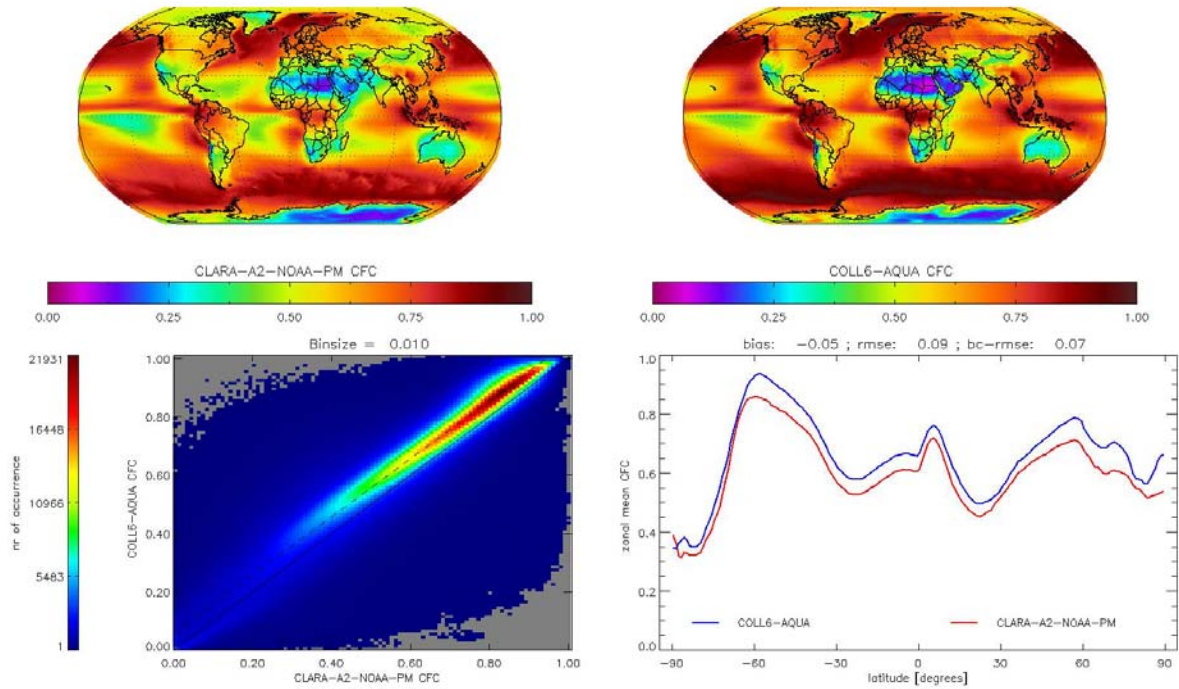 CLARA-A2-NOAA-PM CFC
0.00 0.25 0.50 0.75 1.00
COLL6-AQUA CFC
0.00 0.25 0.50 0.75 1.00
Binsize = 0.010
21931
16448
10966
5483
1
nr of occurrence
1.00
0.80
0.60
0.40
0.20
0.00
COLL6-AQUA CFC
0.00 0.20 0.40 0.60 0.80 1.00
CLARA-A2-NOAA-PM CFC
bias: -0.05 ; rmse: 0.09 ; bc-rmse: 0.07
1.0
0.8
0.6
0.4
0.2
0.0
zonal mean CFC
COLL6-AQUA
CLARA-A2-NOAA-PM
-90 -60 -30 0 30 60 90
latitude [degrees]